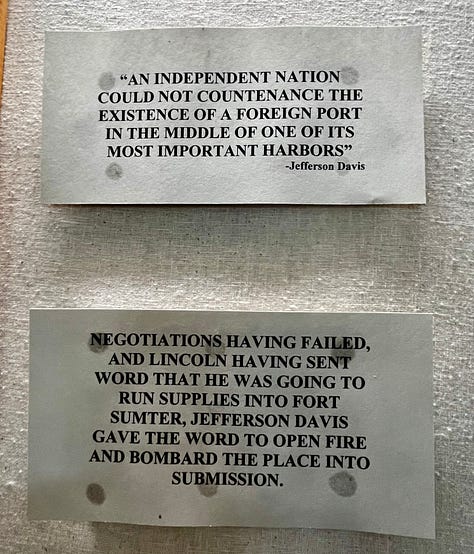 “AN INDEPENDENT NATION
COULD NOT COUNTENANCE THE
EXISTENCE OF A FOREIGN PORT
IN THE MIDDLE OF ONE OF ITS
MOST IMPORTANT HARBORS”
-Jefferson Davis
NEGOTIATIONS HAVING FAILED,
AND LINCOLN HAVING SENT
WORD THAT HE WAS GOING TO
RUN SUPPLIES INTO FORT
SUMTER, JEFFERSON DAVIS
GAVE THE WORD TO OPEN FIRE
AND BOMBARD THE PLACE INTO
SUBMISSION.